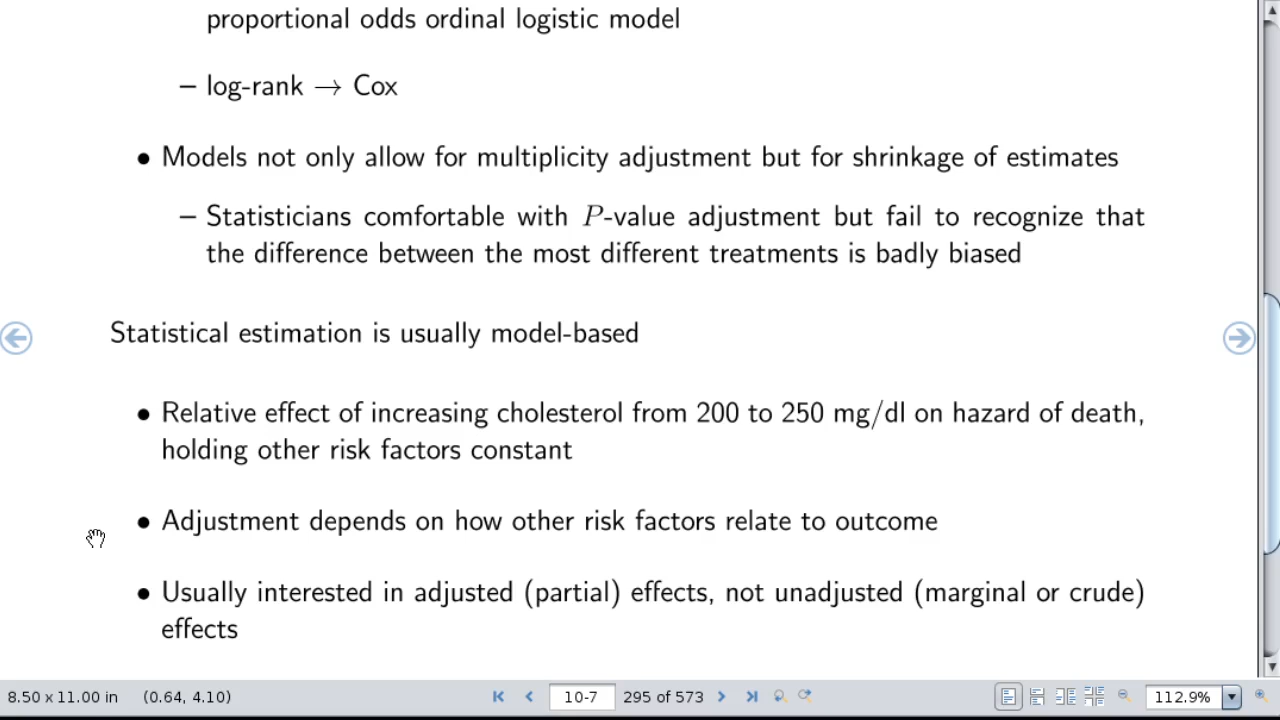 proportional odds ordinal logistic model
– log-rank → Cox
• Models not only allow for multiplicity adjustment but for shrinkage of estimates
– Statisticians comfortable with P-value adjustment but fail to recognize that
the difference between the most different treatments is badly biased
Statistical estimation is usually model-based
• Relative effect of increasing cholesterol from 200 to 250 mg/dl on hazard of death,
holding other risk factors constant
• Adjustment depends on how other risk factors relate to outcome
• Usually interested in adjusted (partial) effects, not unadjusted (marginal or crude)
effects
8.50 x 11.00 in (0.64, 4.10) 10-7 295 of 573 112.9%